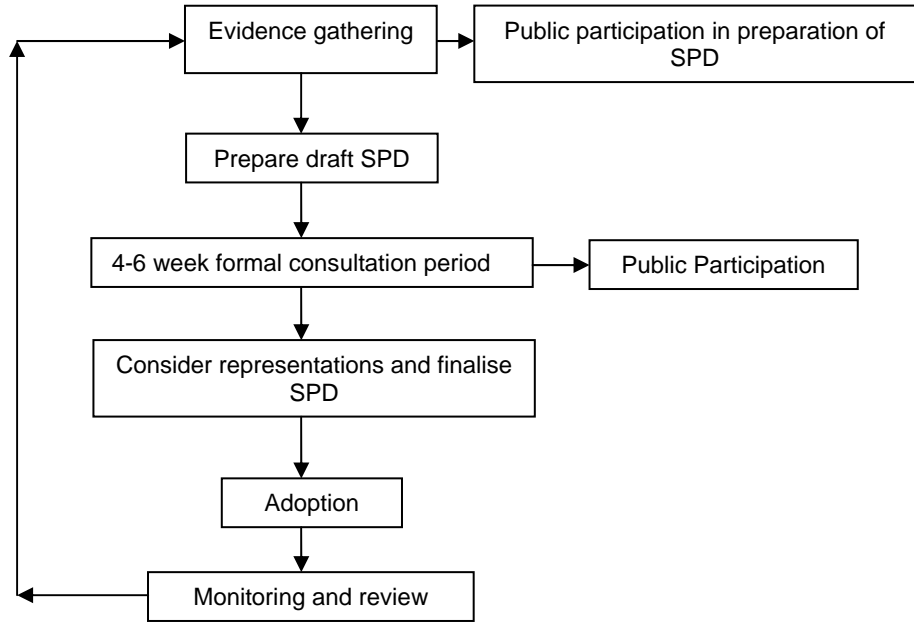 Evidence gathering
Public participation in preparation of
SPD
Prepare draft SPD
4-6 week formal consultation period
Public Participation
Consider representations and finalise
SPD
Adoption
Monitoring and review